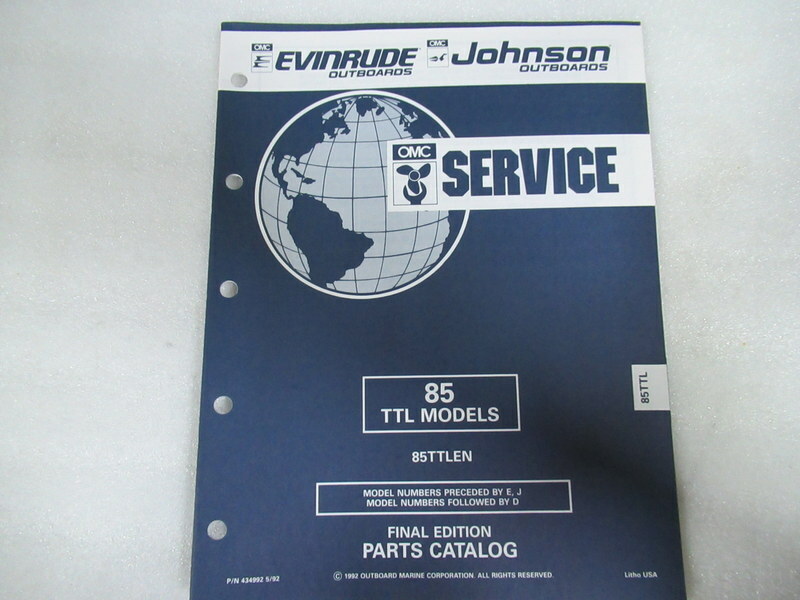 OMC EVINRUDE OUTBOARDS
OMC Johnson OUTBOARDS
OMC SERVICE
85
TTL MODELS
85TTL
85TTLEN
MODEL NUMBERS PRECEDED BY E, J
MODEL NUMBERS FOLLOWED BY D
FINAL EDITION
PARTS CATALOG
P/N 434992 5/92
© 1992 OUTBOARD MARINE CORPORATION. ALL RIGHTS RESERVED.
Litho USA